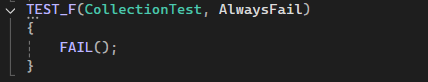 TEST_F(CollectionTest, AlwaysFail)
{
    FAIL();
}